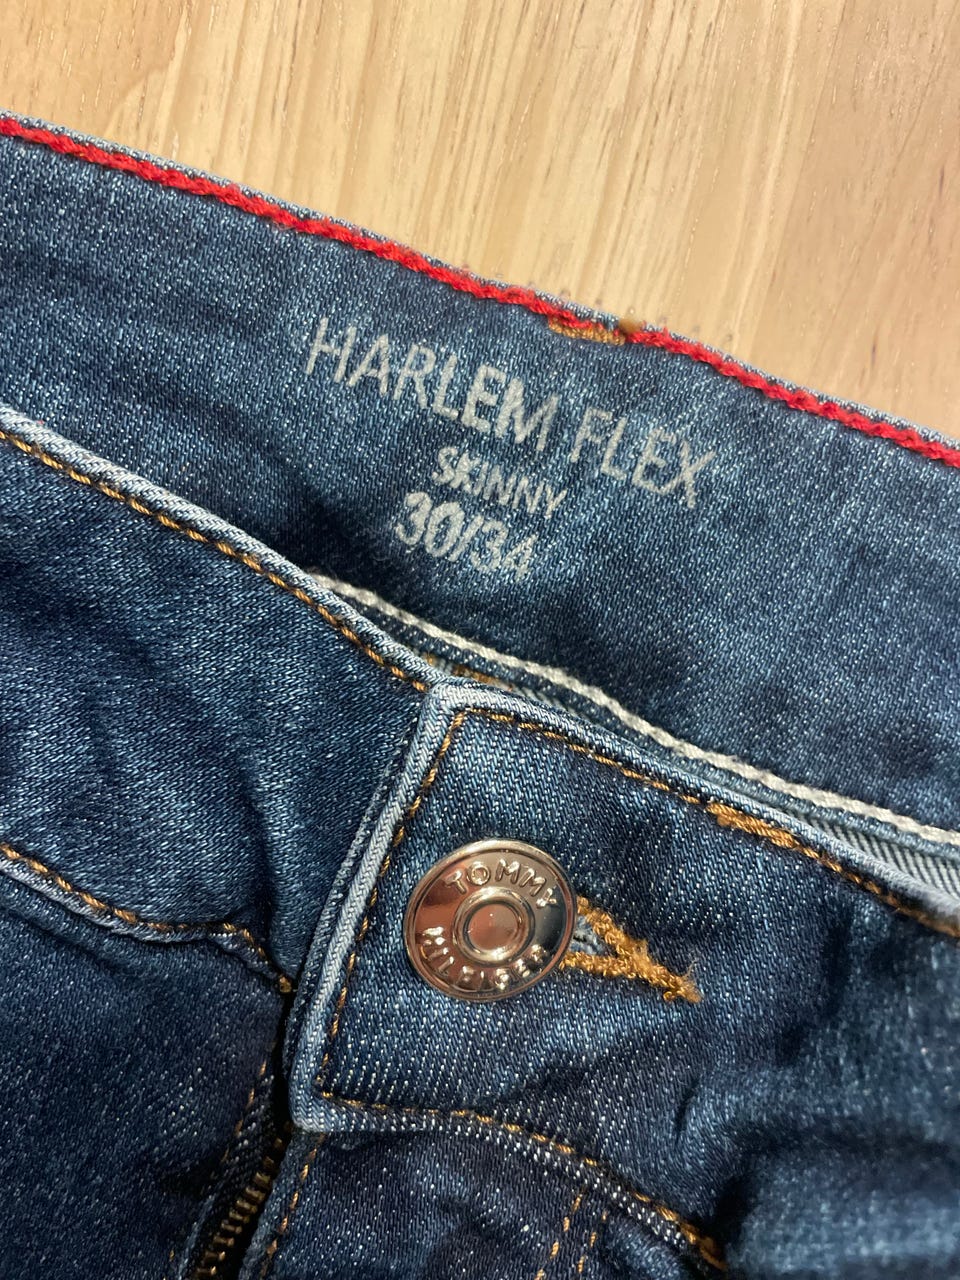 HARLEM FLEX
SKINNY
30/34
TOMMY
HILFIGER